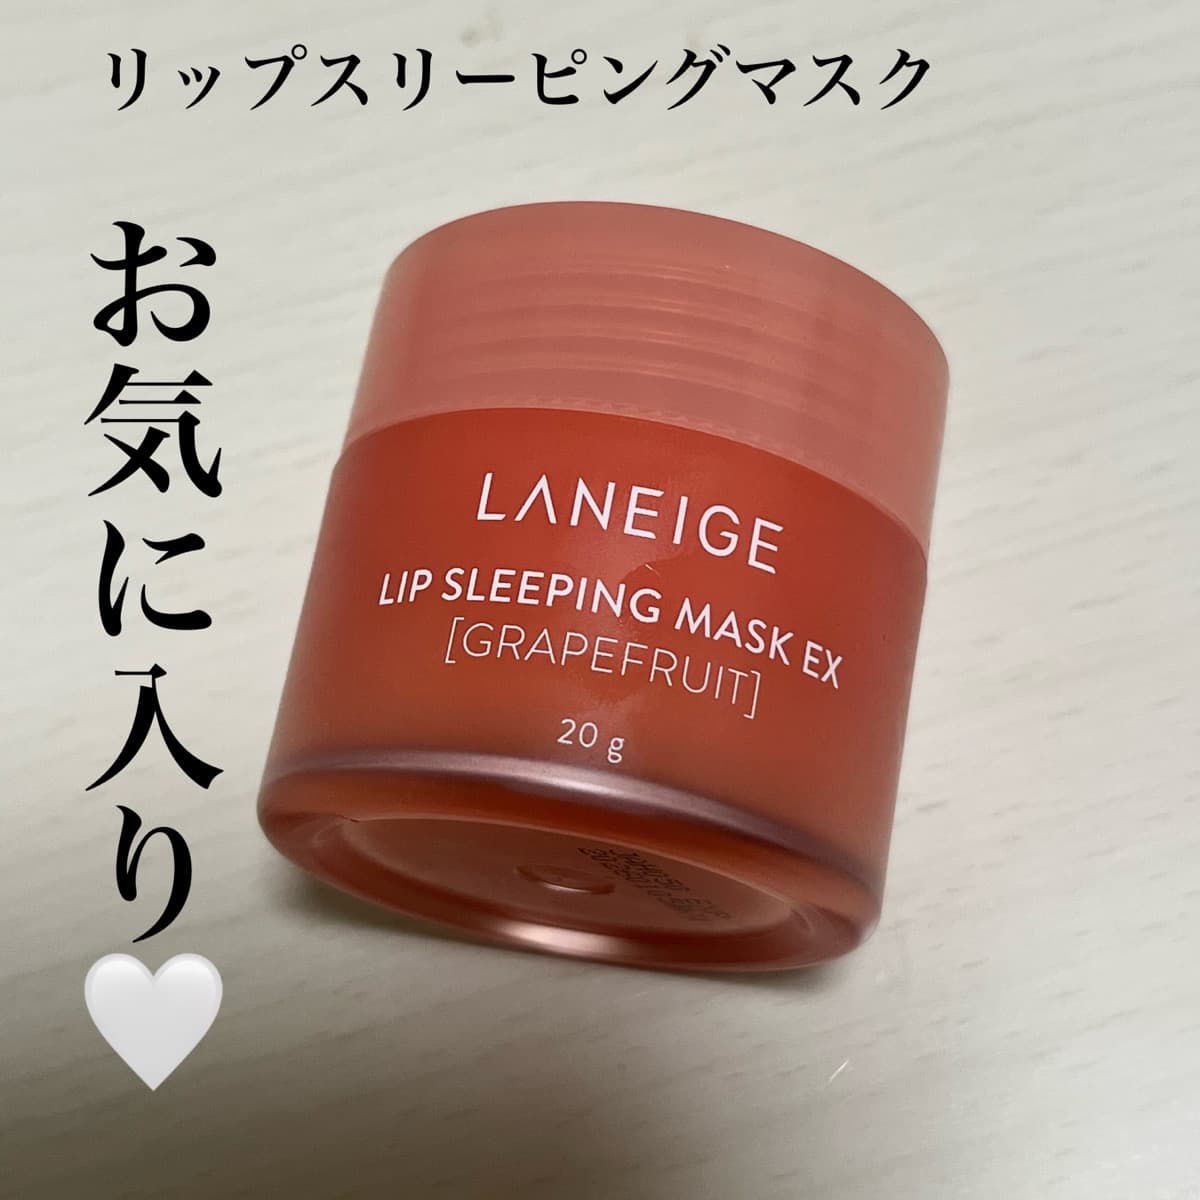 リップスリーピングマスク
お気に入り🤍
LANEIGE
LIP SLEEPING MASK EX
[GRAPEFRUIT]
20 g